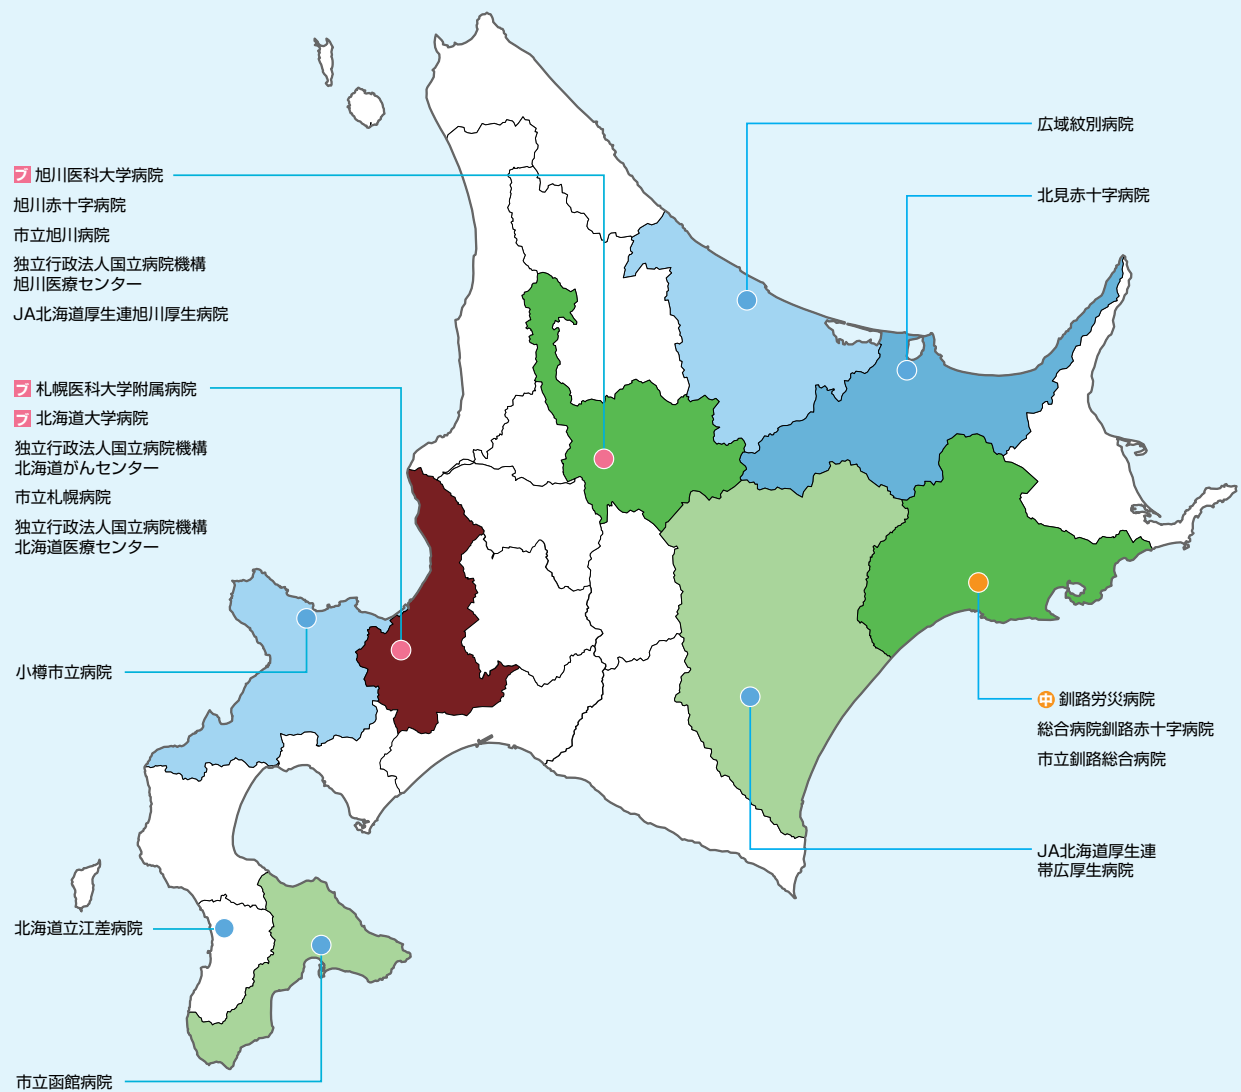 ブ 旭川医科大学病院
旭川赤十字病院
市立旭川病院
独立行政法人国立病院機構
旭川医療センター
JA北海道厚生連旭川厚生病院
ブ 札幌医科大学附属病院
ブ 北海道大学病院
独立行政法人国立病院機構
北海道がんセンター
市立札幌病院
独立行政法人国立病院機構
北海道医療センター
小樽市立病院
北海道立江差病院
市立函館病院
広域紋別病院
北見赤十字病院
中 釧路労災病院
総合病院釧路赤十字病院
市立釧路総合病院
JA北海道厚生連
帯広厚生病院